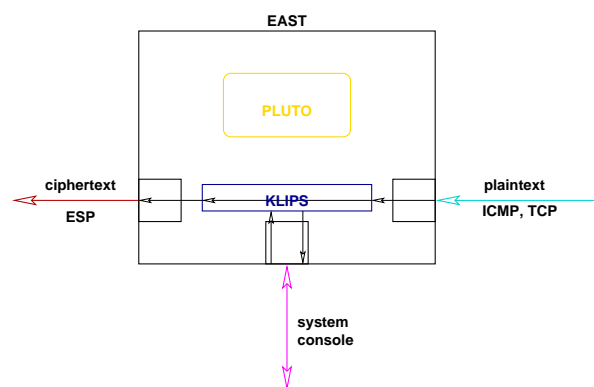 EAST
PLUTO
ciphertext
ESP
KLIPS
plaintext
ICMP, TCP
system
console